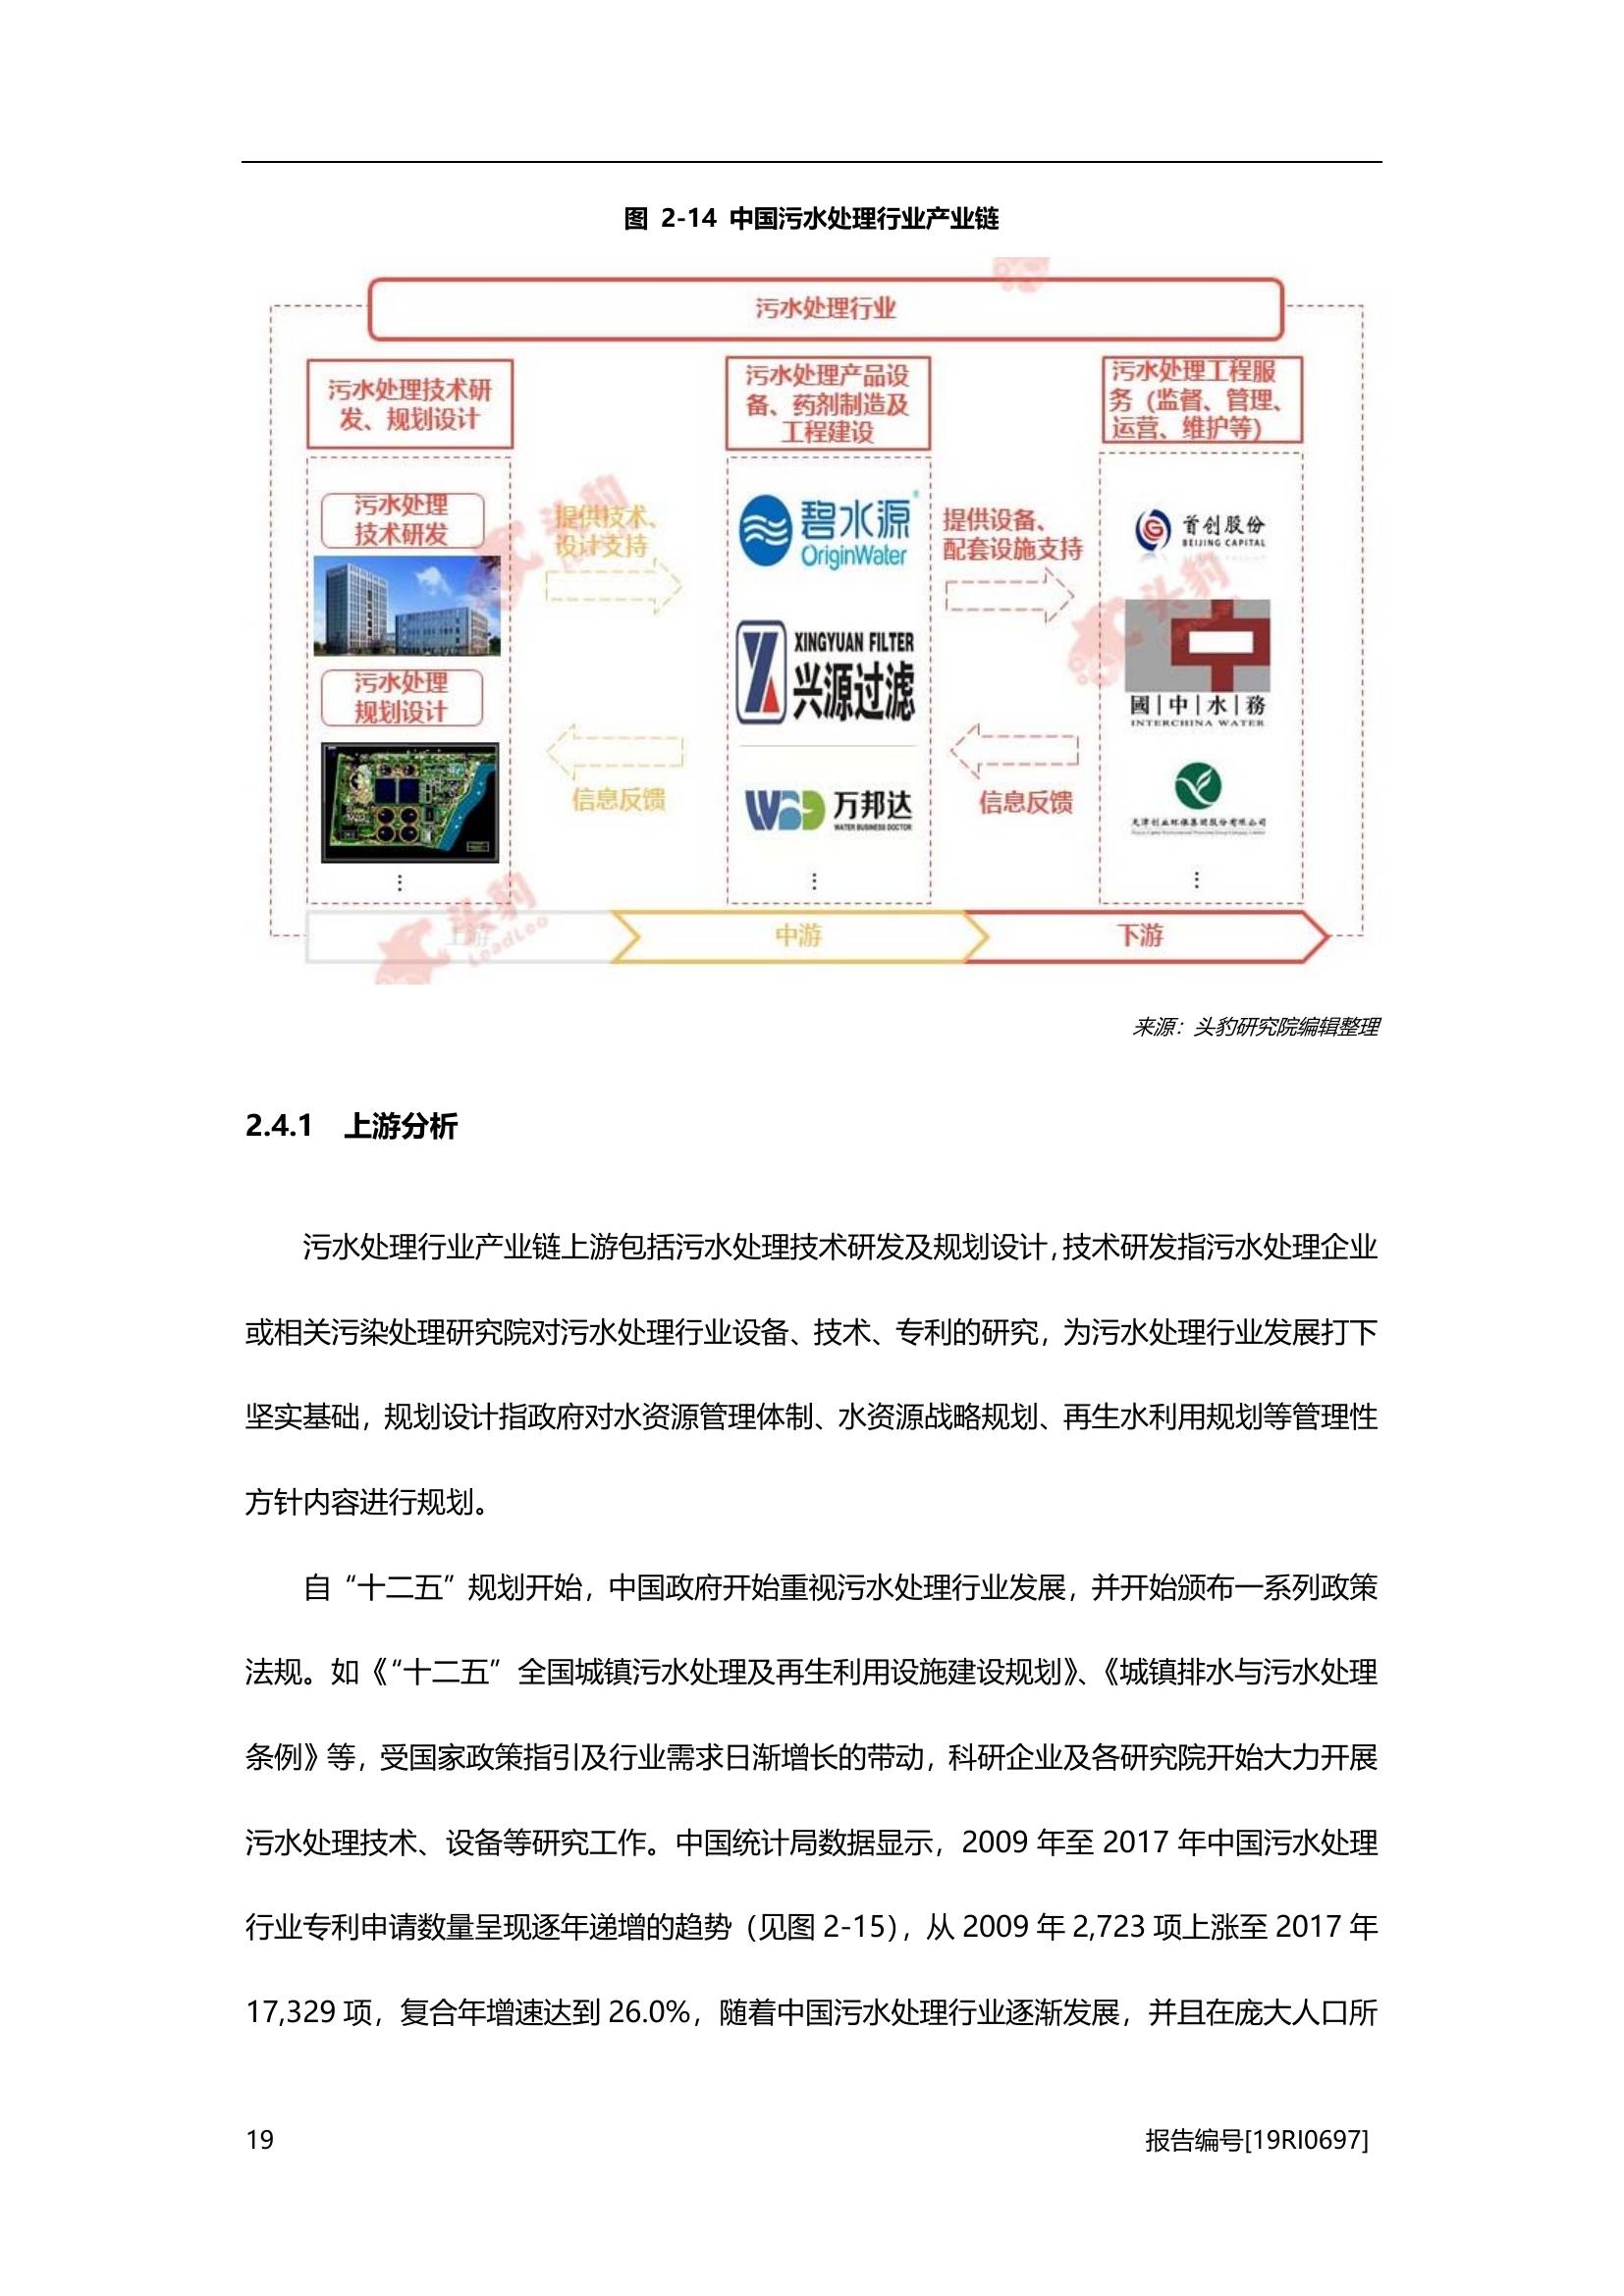 图 2-14 中国污水处理行业产业链
污水处理行业
污水处理技术研
发、规划设计
污水处理产品设
备、药剂制造及
工程建设
污水处理工程服
务（监督、管理、
运营、维护等）
污水处理
技术研发
污水处理
规划设计
提供技术、
设计支持
信息反馈
碧水源
OriginWater
XINGYUAN FILTER
兴源过滤
WBD 万邦达
WATER BUSINESS DOCTOR
提供设备、
配套设施支持
信息反馈
首创股份
BEIJING CAPITAL
國|中|水|務
INTERCHINA WATER
天津创业环保集团股份有限公司
上游
中游
下游
头豹
LeadLeo
来源：头豹研究院编辑整理
2.4.1 上游分析
污水处理行业产业链上游包括污水处理技术研发及规划设计，技术研发指污水处理企业
或相关污染处理研究院对污水处理行业设备、技术、专利的研究，为污水处理行业发展打下
坚实基础，规划设计指政府对水资源管理体制、水资源战略规划、再生水利用规划等管理性
方针内容进行规划。
自“十二五”规划开始，中国政府开始重视污水处理行业发展，并开始颁布一系列政策
法规。如《“十二五”全国城镇污水处理及再生利用设施建设规划》、《城镇排水与污水处理
条例》等，受国家政策指引及行业需求日渐增长的带动，科研企业及各研究院开始大力开展
污水处理技术、设备等研究工作。中国统计局数据显示，2009 年至 2017 年中国污水处理
行业专利申请数量呈现逐年递增的趋势（见图 2-15），从 2009 年 2,723 项上涨至 2017 年
17,329 项，复合年增速达到 26.0%，随着中国污水处理行业逐渐发展，并且在庞大人口所
19
报告编号[19RI0697]